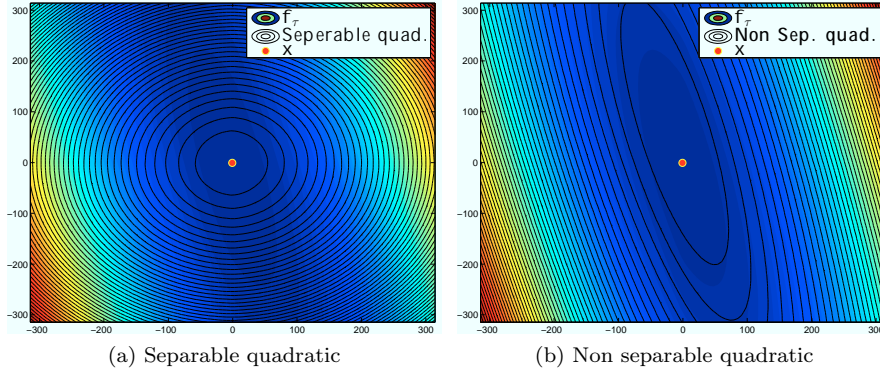 f_τ
Seperable quad.
x
300
200
100
0
−100
−200
−300
−300 −200 −100 0 100 200 300
(a) Separable quadratic
f_τ
Non Sep. quad.
x
300
200
100
0
−100
−200
−300
−300 −200 −100 0 100 200 300
(b) Non separable quadratic